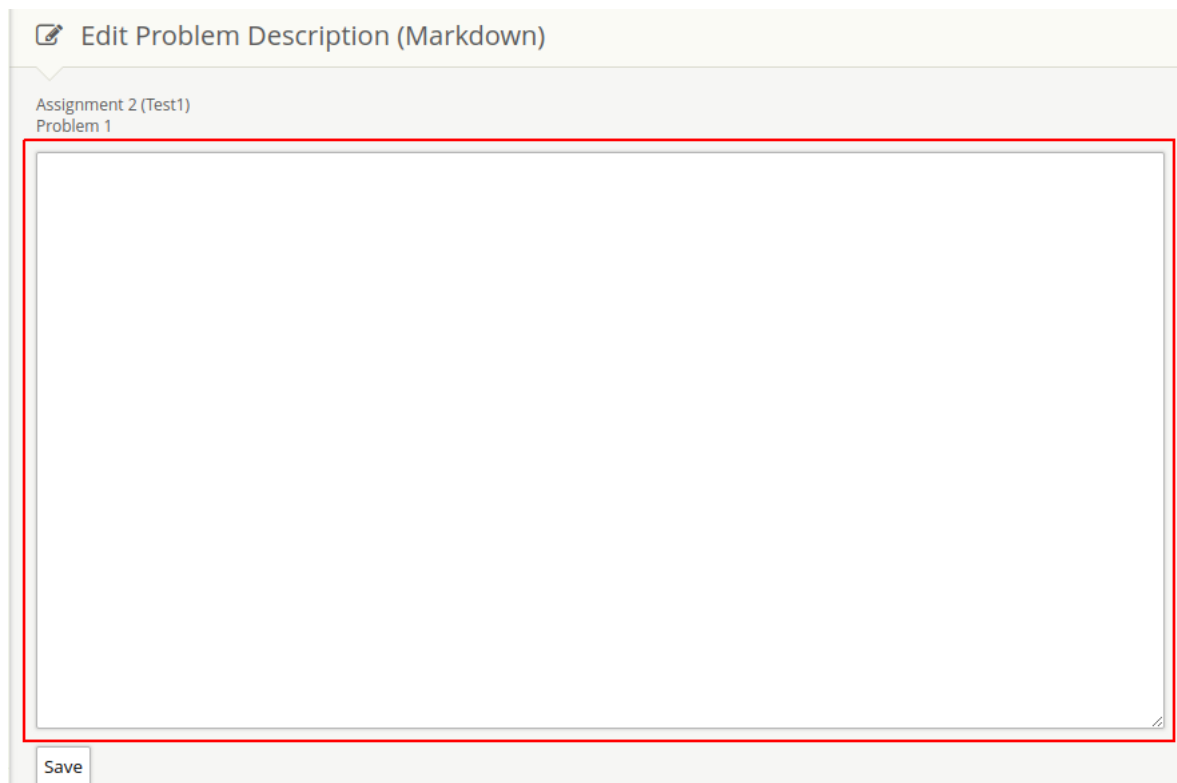 Edit Problem Description (Markdown)
Assignment 2 (Test1)
Problem 1
Save